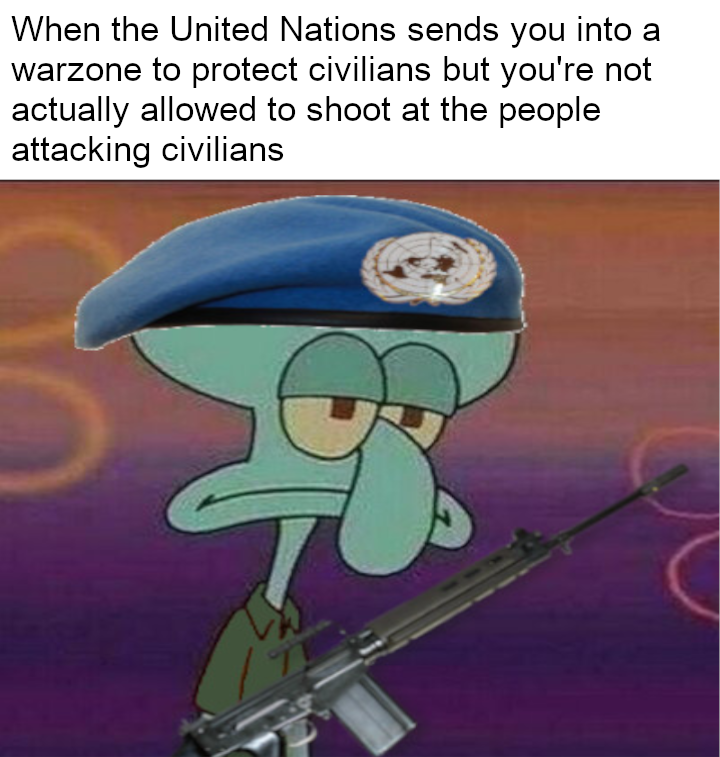 When the United Nations sends you into a
warzone to protect civilians but you're not
actually allowed to shoot at the people
attacking civilians